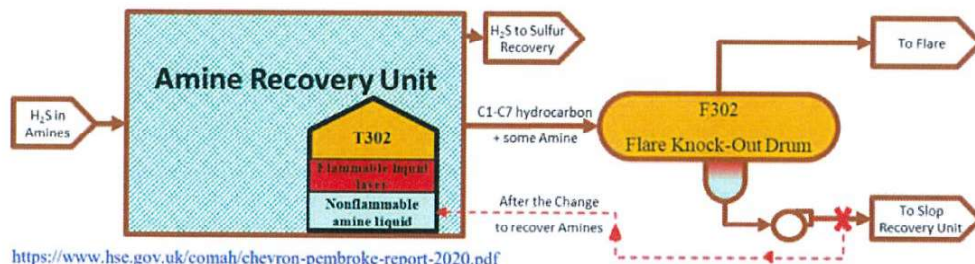 H₂S in
Amines
Amine Recovery Unit
T302
Flammable liquid
layer
Nonflammable
amine liquid
H₂S to Sulfur
Recovery
C1-C7 hydrocarbon
+ some Amine
F302
Flare Knock-Out Drum
To Flare
After the Change
to recover Amines
To Slop
Recovery Unit
https://www.hse.gov.uk/comah/chevron-pembroke-report-2020.pdf